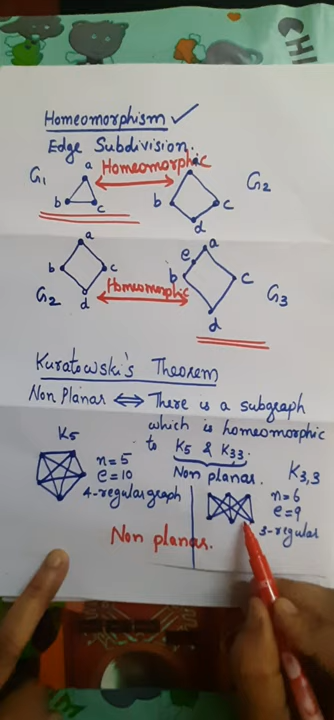 Homeomorphism ✓
Edge Subdivision.
G1 a b c Homeomorphic a b c d G2
a b c d G2 Homeomorphic e a b c d G3
Kuratowski's Theorem
Non Planar ⟺ There is a subgraph
which is homeomorphic
to K5 & K33
Non planar.
K5
n=5
e=10
4-regular graph
K3,3
n=6
e=9
3-regular
Non planar.